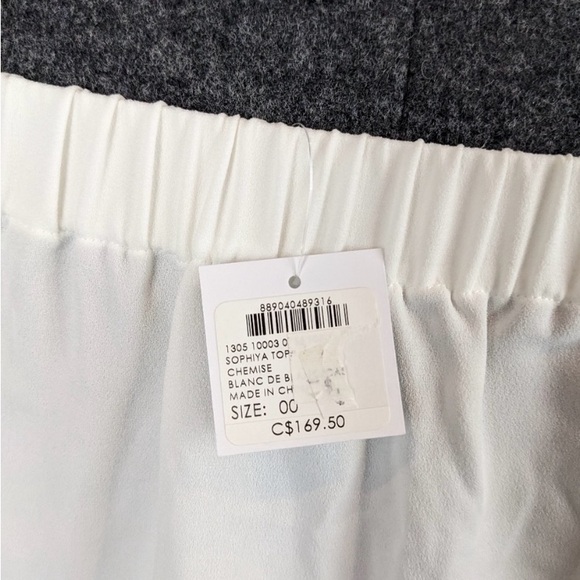 889040489316
1305 10003 0
SOPHIYA TOP
CHEMISE
BLANC DE
MADE IN CH
SIZE: 00
C$169.50